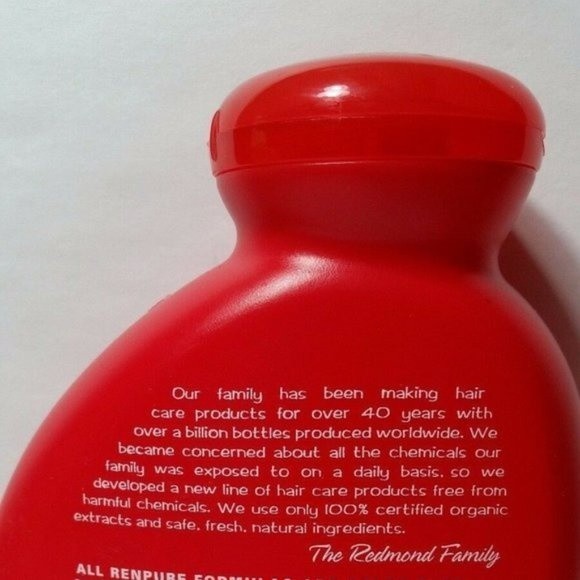 Our family has been making hair
care products for over 40 years with
over a billion bottles produced worldwide. We
became concerned about all the chemicals our
family was exposed to on a daily basis, so we
developed a new line of hair care products free from
harmful chemicals. We use only 100% certified organic
extracts and safe, fresh, natural ingredients.
The Redmond Family
ALL RENPURE FORMULAS